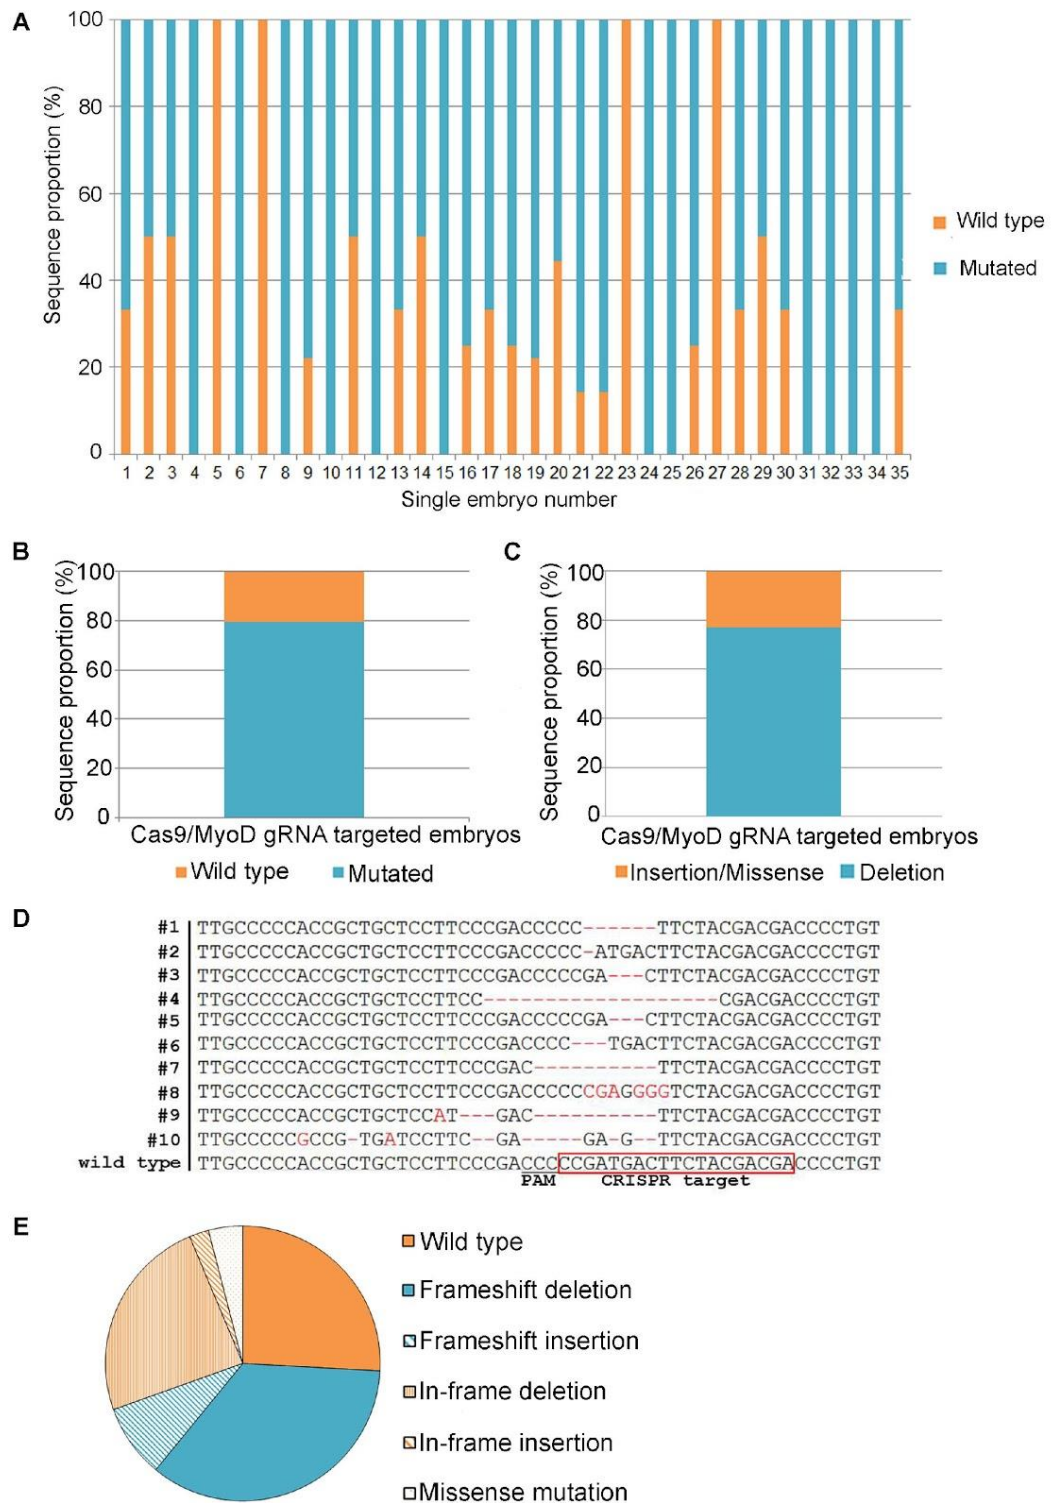 A
Sequence proportion (%)
100
80
60
40
20
0
1 2 3 4 5 6 7 8 9 10 11 12 13 14 15 16 17 18 19 20 21 22 23 24 25 26 27 28 29 30 31 32 33 34 35
Single embryo number
Wild type
Mutated
B
Sequence proportion (%)
100
80
60
40
20
0
Cas9/MyoD gRNA targeted embryos
Wild type Mutated
C
Sequence proportion (%)
100
80
60
40
20
0
Cas9/MyoD gRNA targeted embryos
Insertion/Missense Deletion
D
#1 TTGCCCCCACCGCTGCTCCTTCCCGACCCCC------TTCTACGACGACCCCTGT
#2 TTGCCCCCACCGCTGCTCCTTCCCGACCCCC-ATGACTTCTACGACGACCCCTGT
#3 TTGCCCCCACCGCTGCTCCTTCCCGACCCCCGA---CTTCTACGACGACCCCTGT
#4 TTGCCCCCACCGCTGCTCCTTCC-------------------CGACGACCCCTGT
#5 TTGCCCCCACCGCTGCTCCTTCCCGACCCCCGA---CTTCTACGACGACCCCTGT
#6 TTGCCCCCACCGCTGCTCCTTCCCGACCCC---TGACTTCTACGACGACCCCTGT
#7 TTGCCCCCACCGCTGCTCCTTCCCGAC----------TTCTACGACGACCCCTGT
#8 TTGCCCCCACCGCTGCTCCTTCCCGACCCCCCGAGGGGTCTACGACGACCCCTGT
#9 TTGCCCCCACCGCTGCTCCAT---GAC----------TTCTACGACGACCCCTGT
#10 TTGCCCCCGCCG-TGATCCTTC--GA-----GA-G--TTCTACGACGACCCCTGT
wild type TTGCCCCCACCGCTGCTCCTTCCCGACCCCCGATGACTTCTACGACGACCCCTGT
PAM CRISPR target
E
Wild type
Frameshift deletion
Frameshift insertion
In-frame deletion
In-frame insertion
Missense mutation